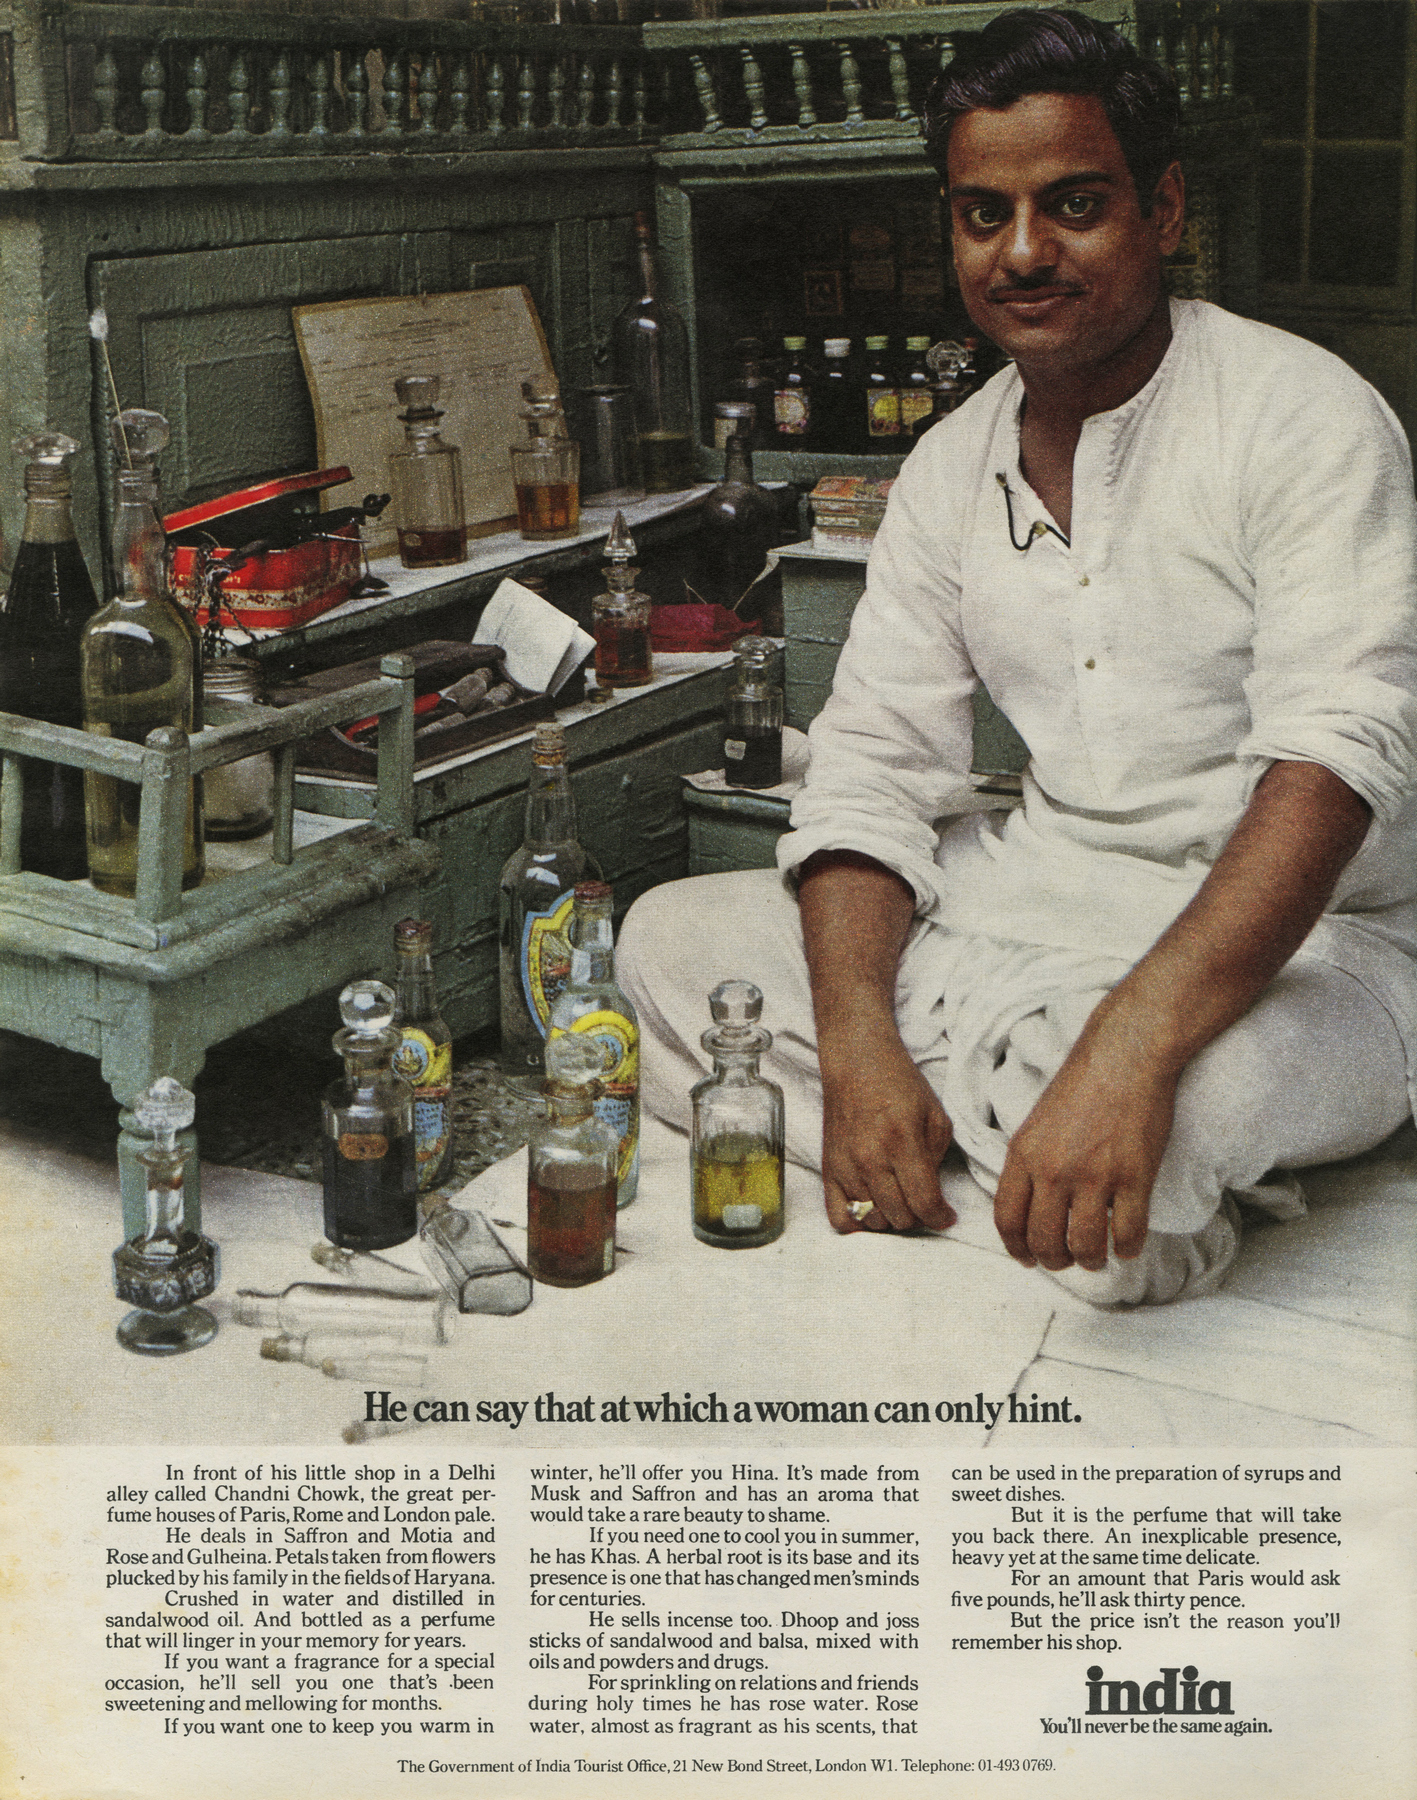 He can say that at which a woman can only hint.
In front of his little shop in a Delhi
alley called Chandni Chowk, the great per-
fume houses of Paris, Rome and London pale.
He deals in Saffron and Motia and
Rose and Gulheina. Petals taken from flowers
plucked by his family in the fields of Haryana.
Crushed in water and distilled in
sandalwood oil. And bottled as a perfume
that will linger in your memory for years.
If you want a fragrance for a special
occasion, he'll sell you one that's been
sweetening and mellowing for months.
If you want one to keep you warm in
winter, he'll offer you Hina. It's made from
Musk and Saffron and has an aroma that
would take a rare beauty to shame.
If you need one to cool you in summer,
he has Khas. A herbal root is its base and its
presence is one that has changed men's minds
for centuries.
He sells incense too. Dhoop and joss
sticks of sandalwood and balsa, mixed with
oils and powders and drugs.
For sprinkling on relations and friends
during holy times he has rose water. Rose
water, almost as fragrant as his scents, that
can be used in the preparation of syrups and
sweet dishes.
But it is the perfume that will take
you back there. An inexplicable presence,
heavy yet at the same time delicate.
For an amount that Paris would ask
five pounds, he'll ask thirty pence.
But the price isn't the reason you'll
remember his shop.
india
You'll never be the same again.
The Government of India Tourist Office, 21 New Bond Street, London W1. Telephone: 01-493 0769.